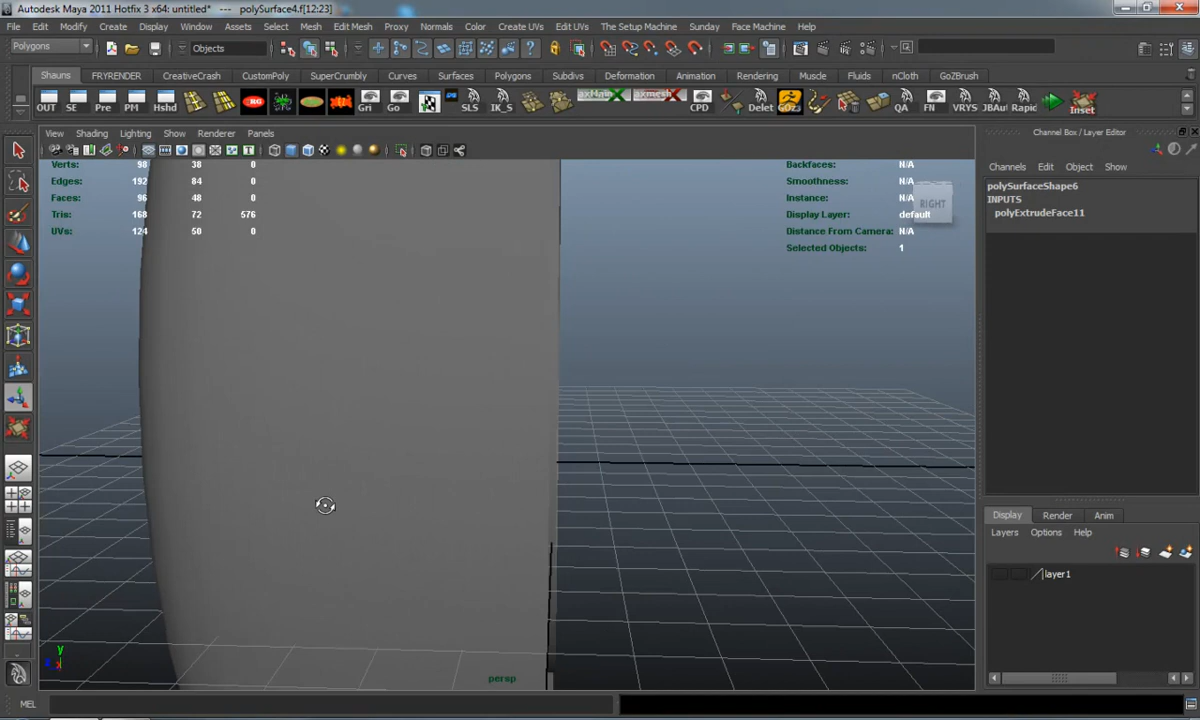 Autodesk Maya 2011 Hotfix 3 x64: untitled* --- polySurface4.f[12:23]
File Edit Modify Create Display Window Assets Select Mesh Edit Mesh Proxy Normals Color Create UVs Edit UVs The Setup Machine Sunday Face Machine Help
Polygons Objects
Shauns FRYRENDER CreativeCrash CustomPoly SuperCrumbly Curves Surfaces Polygons Subdivs Deformation Animation Rendering Muscle Fluids nCloth GoZBrush
OUT SE Pre PM Hshd Gri Go SLS IK_S CPD Delet GOZ QA FN VRYS JBAu Rapic Inset
View Shading Lighting Show Renderer Panels
Channel Box / Layer Editor
Channels Edit Object Show
Verts: 98 38 0
Edges: 192 84 0
Faces: 96 48 0
Tris: 168 72 576
UVs: 124 50 0
Backfaces: N/A
Smoothness: N/A
Instance: N/A
Display Layer: default
Distance From Camera: N/A
Selected Objects: 1
RIGHT
polySurfaceShape6
INPUTS
polyExtrudeFace11
Display Render Anim
Layers Options Help
layer1
y
persp
MEL